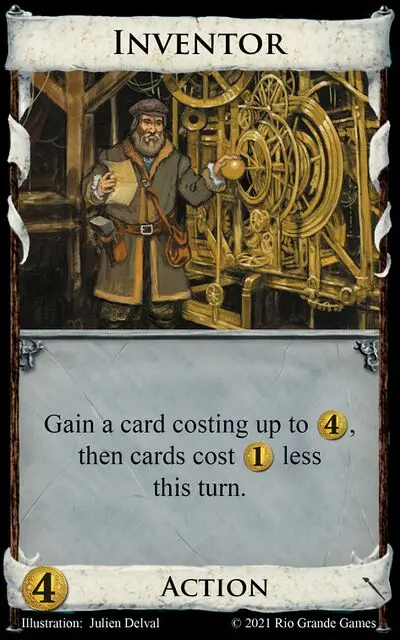 INVENTOR
Gain a card costing up to 4,
then cards cost 1 less
this turn.
4 ACTION
Illustration: Julien Delval © 2021 Rio Grande Games